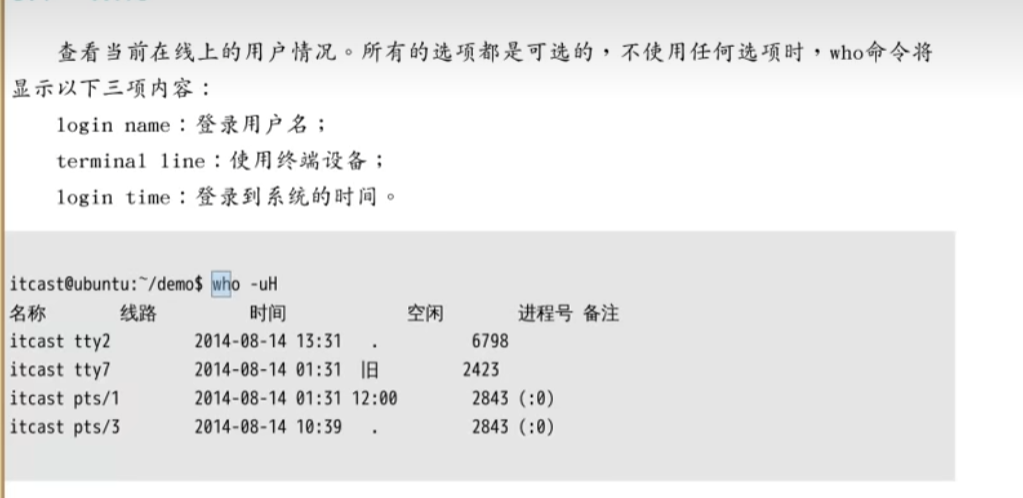 查看当前在线上的用户情况。所有的选项都是可选的，不使用任何选项时，who命令将
显示以下三项内容：
login name：登录用户名；
terminal line：使用终端设备；
login time：登录到系统的时间。
itcast@ubuntu:~/demo$ who -uH
名称 线路 时间 空闲 进程号 备注
itcast tty2 2014-08-14 13:31 . 6798
itcast tty7 2014-08-14 01:31 旧 2423
itcast pts/1 2014-08-14 01:31 12:00 2843 (:0)
itcast pts/3 2014-08-14 10:39 . 2843 (:0)